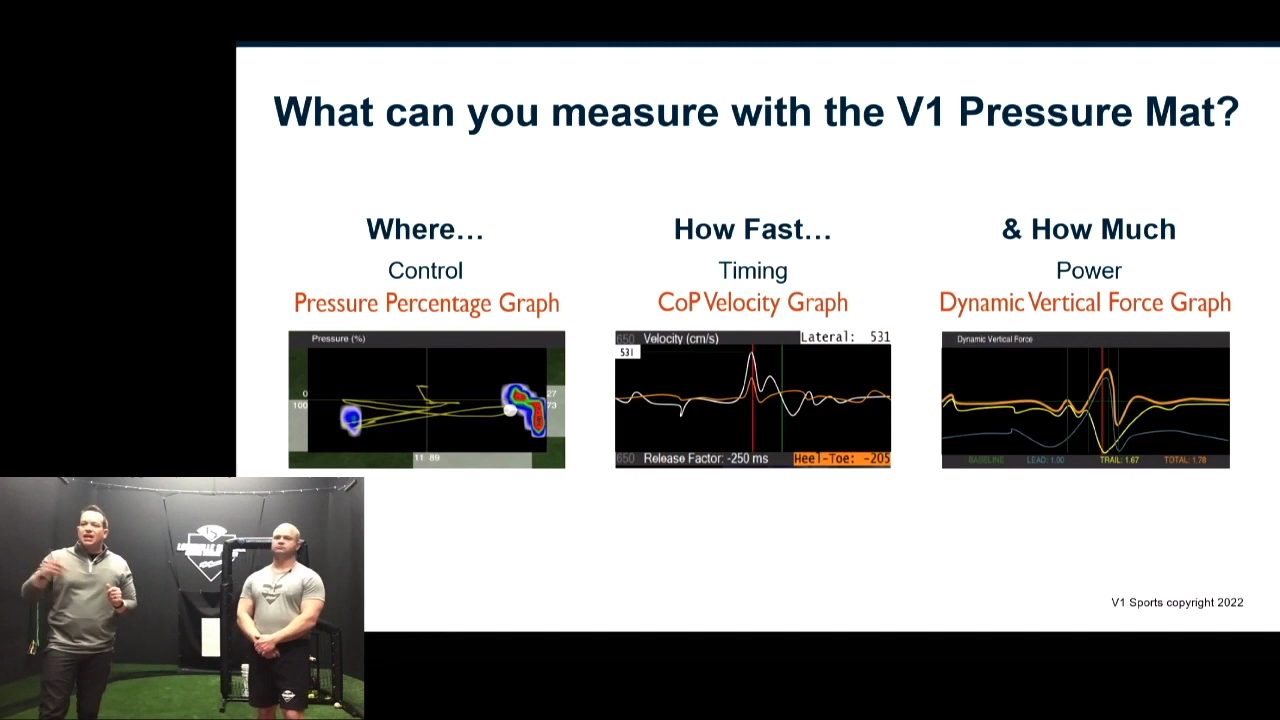 What can you measure with the V1 Pressure Mat?
Where…
Control
Pressure Percentage Graph
How Fast…
Timing
CoP Velocity Graph
& How Much
Power
Dynamic Vertical Force Graph
Pressure (%)
0
100
27
73
11 89
650 Velocity (cm/s) Lateral: 531
531
650 Release Factor: -250 ms Heel-Toe: -205
Dynamic Vertical Force
BASELINE LEAD: 1.00 TRAIL: 1.67 TOTAL: 1.78
V1 Sports copyright 2022